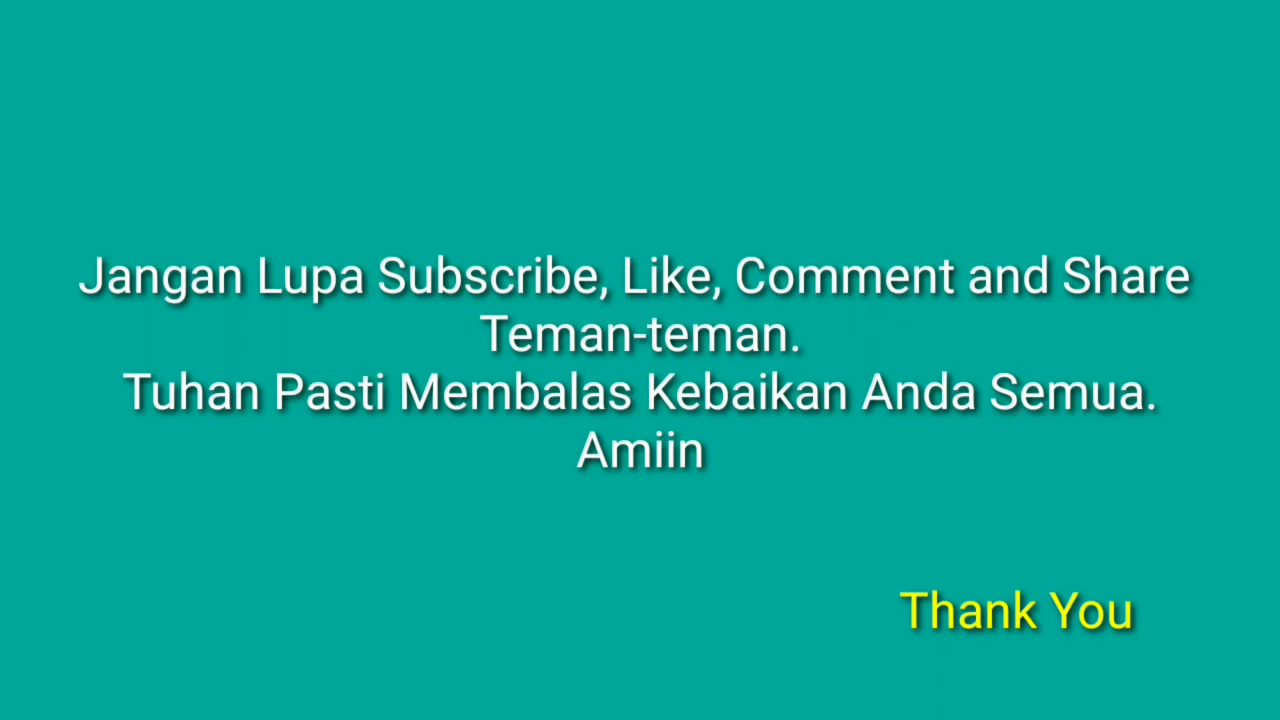 Jangan Lupa Subscribe, Like, Comment and Share
Teman-teman.
Tuhan Pasti Membalas Kebaikan Anda Semua.
Amiin
Thank You